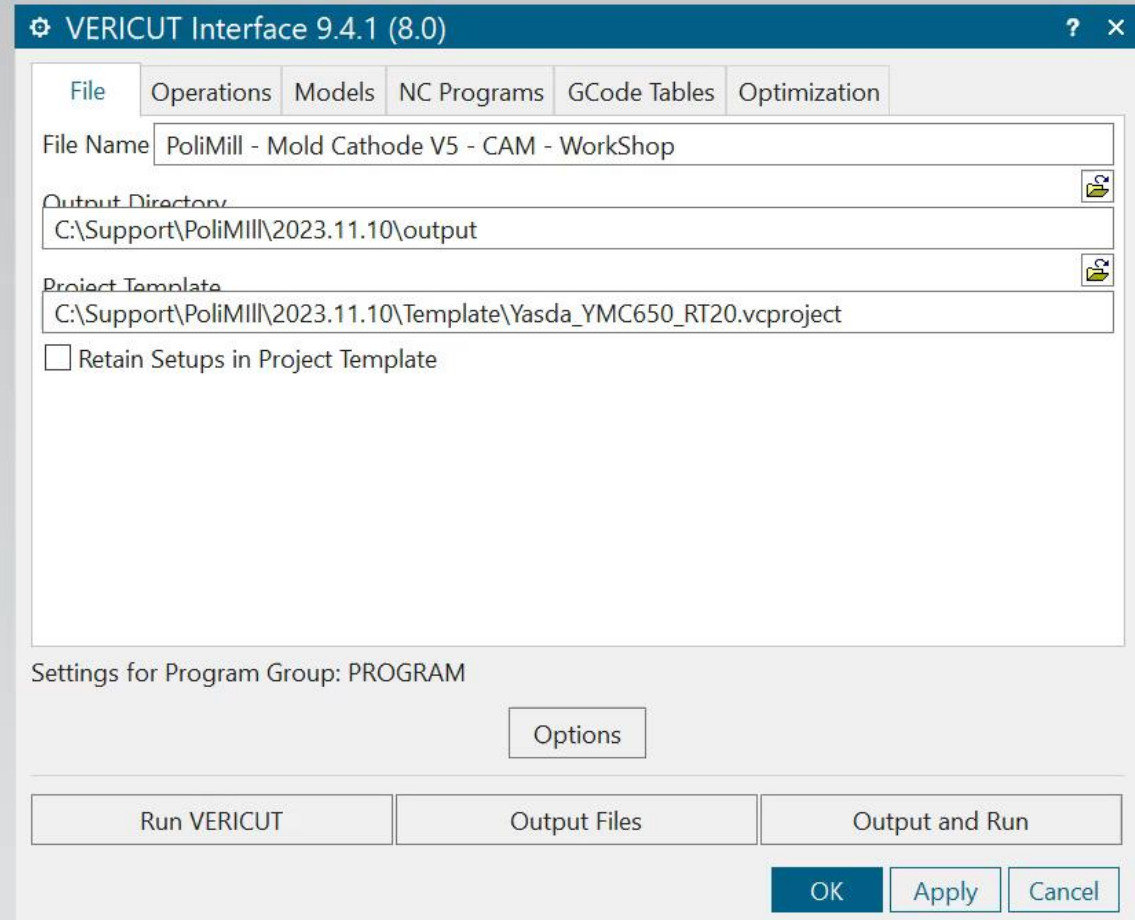 VERICUT Interface 9.4.1 (8.0) ? ×
File Operations Models NC Programs GCode Tables Optimization
File Name PoliMill - Mold Cathode V5 - CAM - WorkShop
Output Directory
C:\Support\PoliMIll\2023.11.10\output
Project Template
C:\Support\PoliMIll\2023.11.10\Template\Yasda_YMC650_RT20.vcproject
Retain Setups in Project Template
Settings for Program Group: PROGRAM
Options
Run VERICUT Output Files Output and Run
OK Apply Cancel